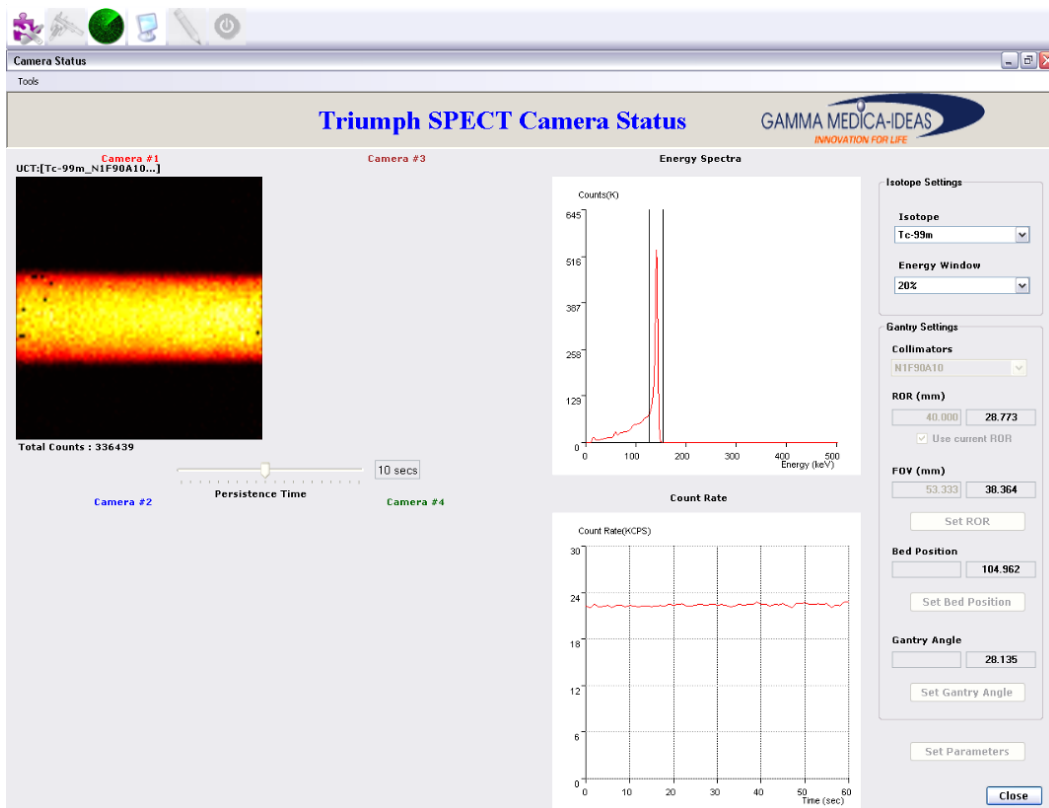 Camera Status
Tools
Triumph SPECT Camera Status
GAMMA MEDICA-IDEAS
INNOVATION FOR LIFE
Camera #1
UCT:[Tc-99m_N1F90A10...]
Camera #3
Total Counts : 336439
10 secs
Persistence Time
Camera #2
Camera #4
Energy Spectra
Counts(K)
645
516
387
258
129
0
0 100 200 300 400 500
Energy (keV)
Count Rate
Count Rate(KCPS)
30
24
18
12
6
0
0 10 20 30 40 50 60
Time (sec)
Isotope Settings
Isotope
Tc-99m
Energy Window
20%
Gantry Settings
Collimators
N1F90A10
ROR (mm)
40.000 28.773
Use current ROR
FOV (mm)
53.333 38.364
Set ROR
Bed Position
104.962
Set Bed Position
Gantry Angle
28.135
Set Gantry Angle
Set Parameters
Close